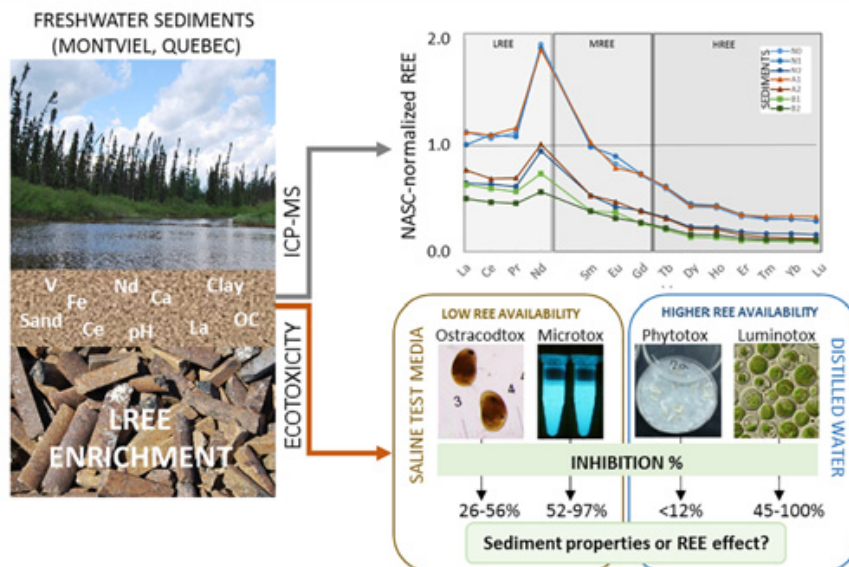 FRESHWATER SEDIMENTS
(MONTVIEL, QUEBEC)
V
Nd
Clay
Fe
Ca
Sand
Ce
pH
La
OC
LREE
ENRICHMENT
ICP-MS
ECOTOXICITY
NASC-normalized REE
2.0
1.0
0.0
LREE
MREE
HREE
SEDIMENTS
N0
N1
N2
A1
A2
B1
B2
La
Ce
Pr
Nd
Sm
Eu
Gd
Tb
Dy
Ho
Er
Tm
Yb
Lu
SALINE TEST MEDIA
LOW REE AVAILABILITY
HIGHER REE AVAILABILITY
DISTILLED WATER
Ostracodtox
Microtox
Phytotox
Luminotox
3
4
INHIBITION %
26-56%
52-97%
<12%
45-100%
Sediment properties or REE effect?